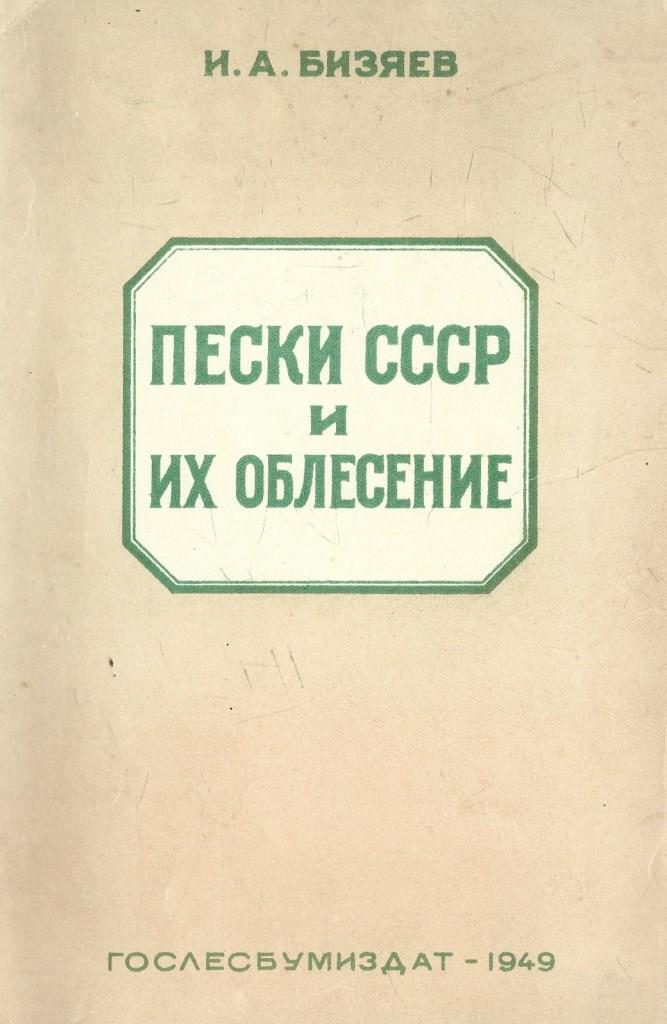 И. А. БИЗЯЕВ
ПЕСКИ СССР
И
ИХ ОБЛЕСЕНИЕ
ГОСЛЕСБУМИЗДАТ - 1949